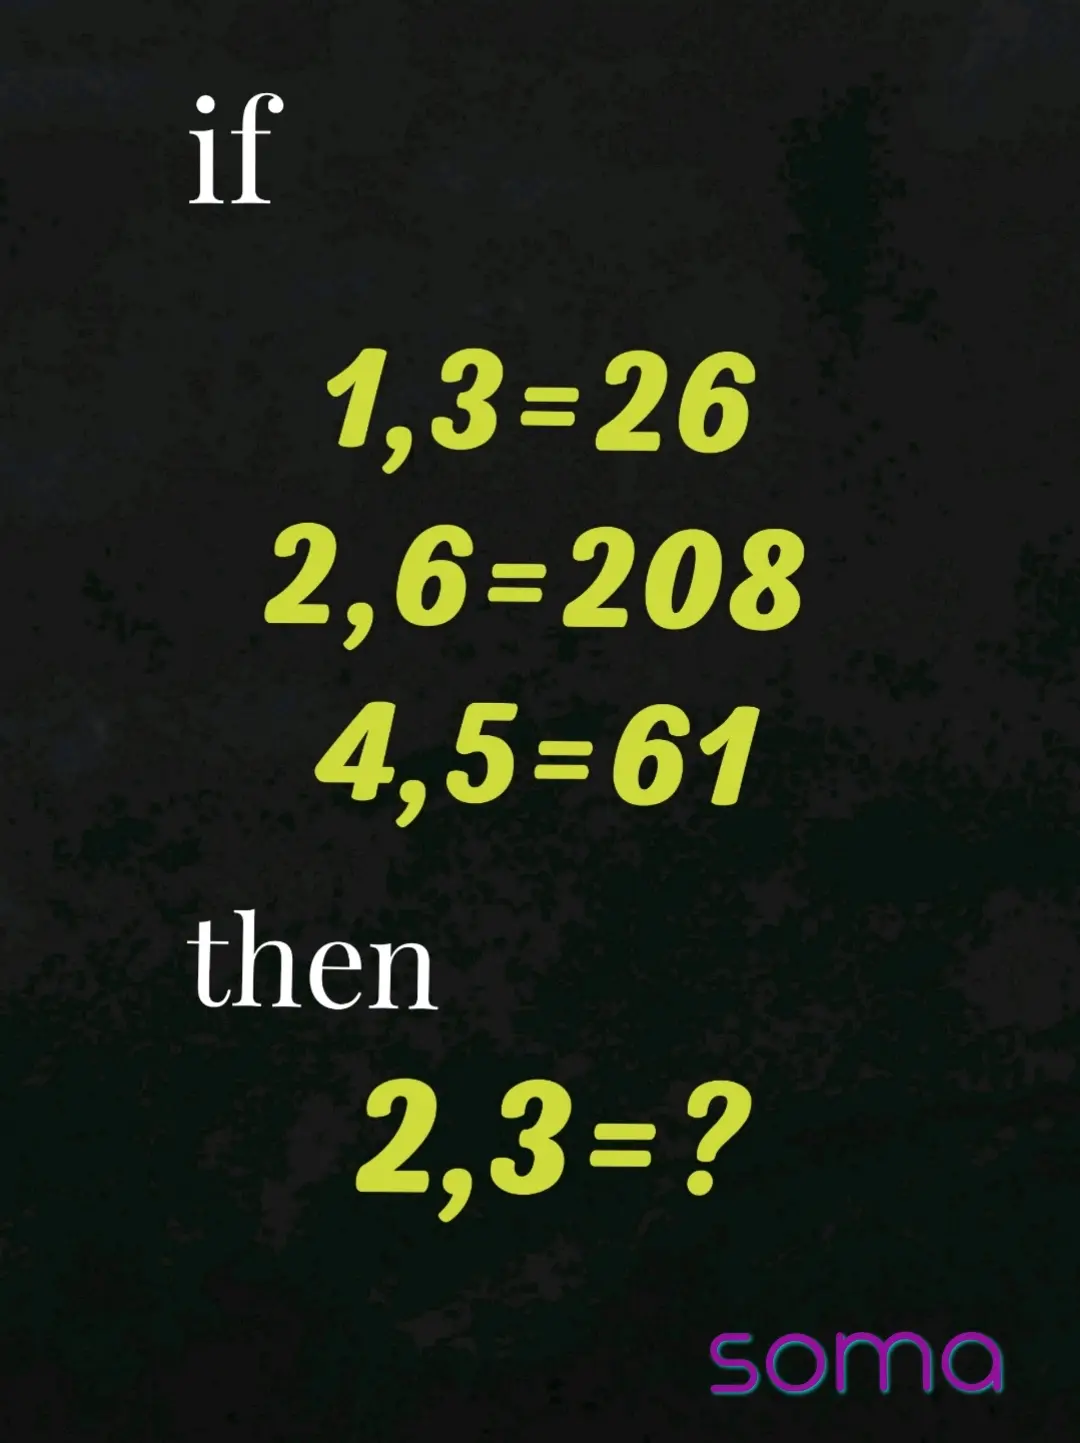 if
1,3=26
2,6=208
4,5=61
then
2,3=?
soma